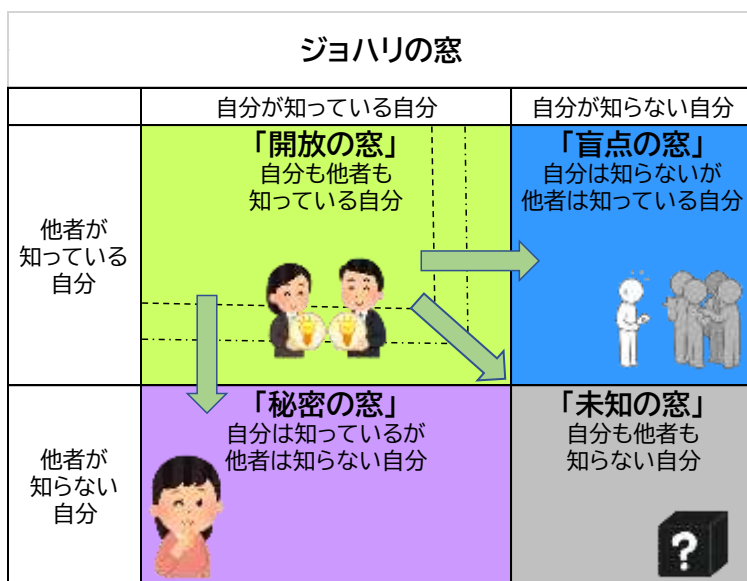 ジョハリの窓
自分が知っている自分
自分が知らない自分
他者が
知っている
自分
「開放の窓」
自分も他者も
知っている自分
「盲点の窓」
自分は知らないが
他者は知っている自分
他者が
知らない
自分
「秘密の窓」
自分は知っているが
他者は知らない自分
「未知の窓」
自分も他者も
知らない自分
?